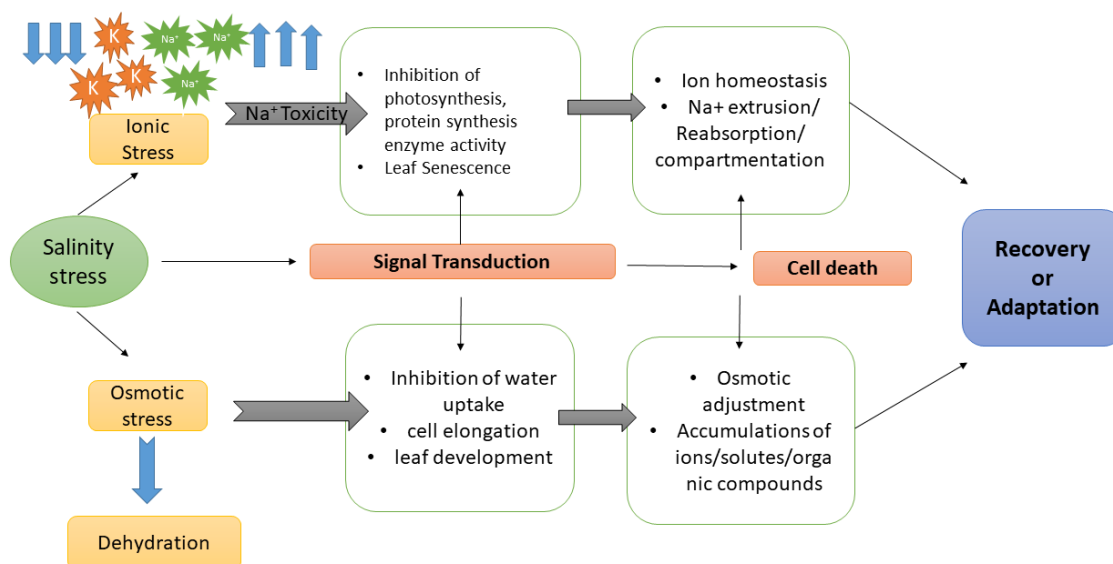 K
Na⁺
Na⁺
K
K
Na⁺
Ionic
Stress
Na⁺ Toxicity
• Inhibition of
photosynthesis,
protein synthesis
enzyme activity
• Leaf Senescence
• Ion homeostasis
• Na+ extrusion/
Reabsorption/
compartmentation
Salinity
stress
Signal Transduction
Cell death
Recovery
or
Adaptation
Osmotic
stress
• Inhibition of water
uptake
• cell elongation
• leaf development
• Osmotic
adjustment
• Accumulations of
ions/solutes/orga
nic compounds
Dehydration